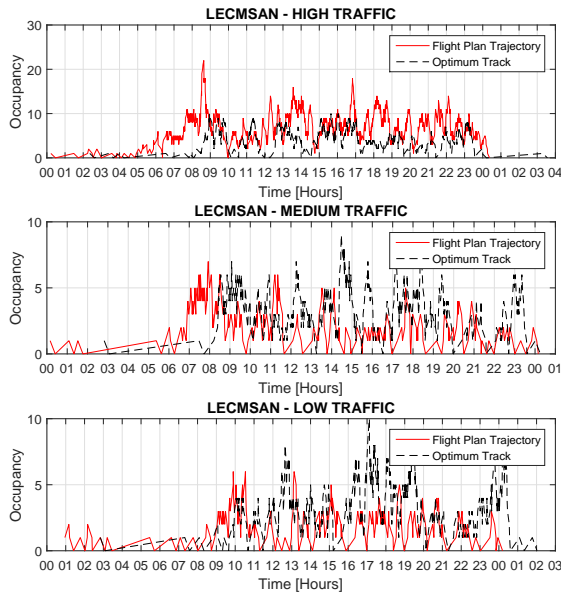 LECMSAN - HIGH TRAFFIC
30
20
10
0
Occupancy
Flight Plan Trajectory
Optimum Track
00 01 02 03 04 05 06 07 08 09 10 11 12 13 14 15 16 17 18 19 20 21 22 23 00 01 02 03 04
Time [Hours]
LECMSAN - MEDIUM TRAFFIC
10
5
0
Occupancy
Flight Plan Trajectory
Optimum Track
00 01 02 03 04 05 06 07 08 09 10 11 12 13 14 15 16 17 18 19 20 21 22 23 00 01
Time [Hours]
LECMSAN - LOW TRAFFIC
10
5
0
Occupancy
Flight Plan Trajectory
Optimum Track
00 01 02 03 04 05 06 07 08 09 10 11 12 13 14 15 16 17 18 19 20 21 22 23 00 01 02 03
Time [Hours]